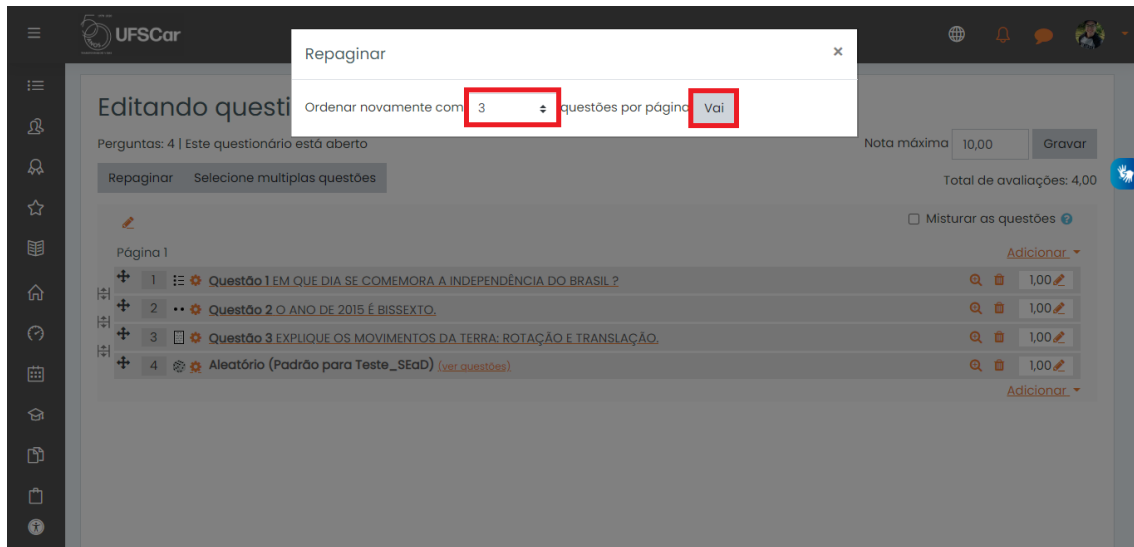 UFSCar
Repaginar ×
Ordenar novamente com 3 questões por página Vai
Editando questi
Perguntas: 4 | Este questionário está aberto
Nota máxima 10,00 Gravar
Repaginar Selecione multiplas questões
Total de avaliações: 4,00
Misturar as questões ?
Página 1
Adicionar
1 Questão 1 EM QUE DIA SE COMEMORA A INDEPENDÊNCIA DO BRASIL ? 1,00
2 Questão 2 O ANO DE 2015 É BISSEXTO. 1,00
3 Questão 3 EXPLIQUE OS MOVIMENTOS DA TERRA: ROTAÇÃO E TRANSLAÇÃO. 1,00
4 Aleatório (Padrão para Teste_SEaD) (ver questões) 1,00
Adicionar